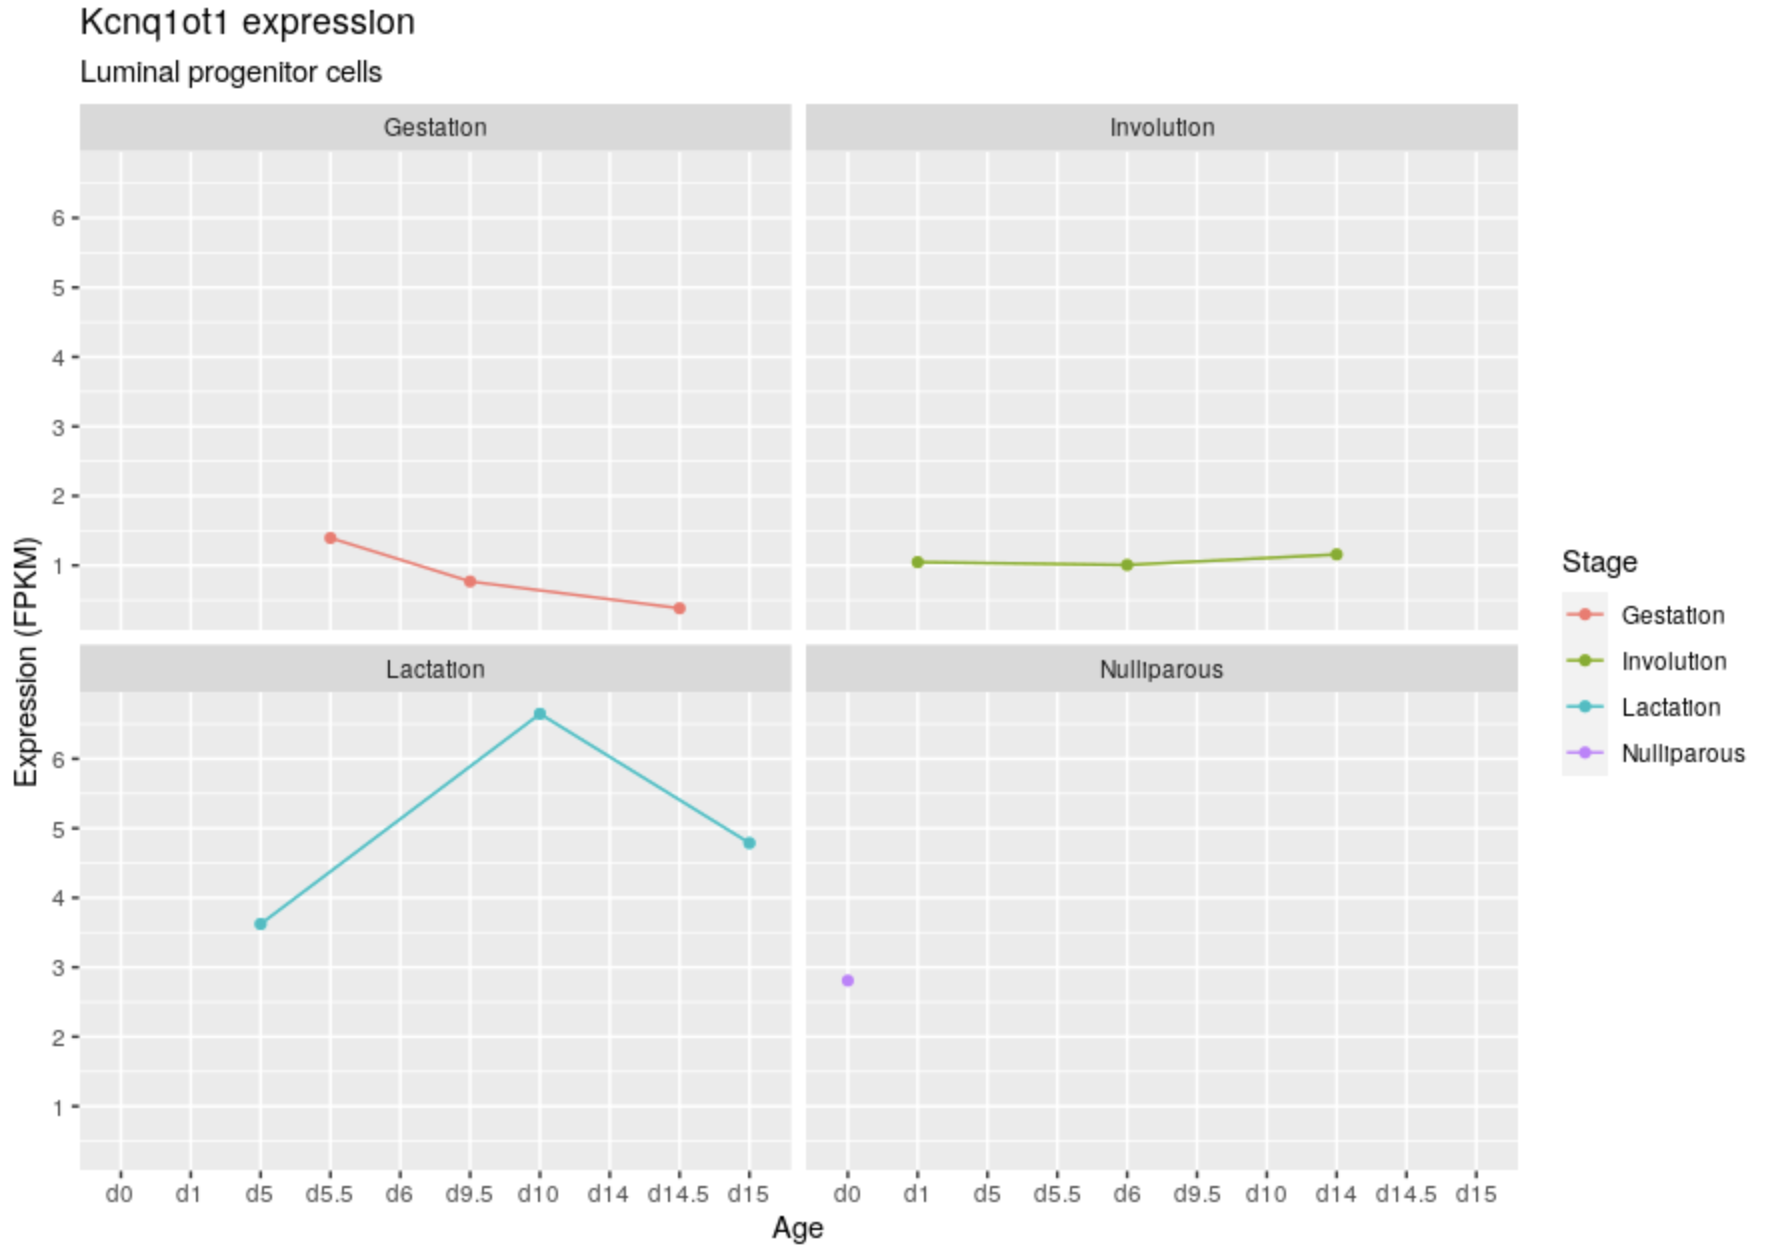 Kcnq1ot1 expression
Luminal progenitor cells
Gestation
Involution
6
5
4
3
2
1
Lactation
Nulliparous
6
5
4
3
2
1
Expression (FPKM)
d0 d1 d5 d5.5 d6 d9.5 d10 d14 d14.5 d15
d0 d1 d5 d5.5 d6 d9.5 d10 d14 d14.5 d15
Age
Stage
Gestation
Involution
Lactation
Nulliparous